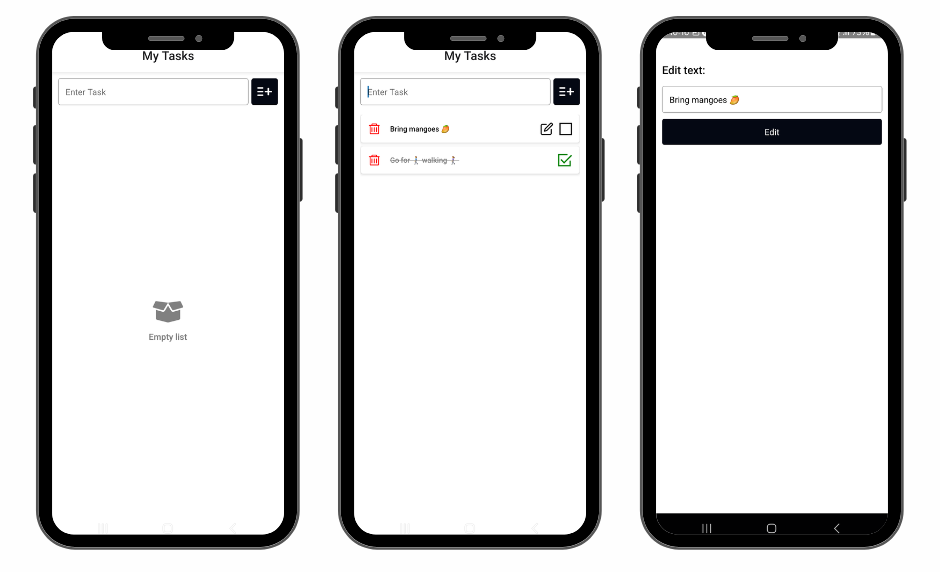 My Tasks
Enter Task
Empty list
My Tasks
Enter Task
Bring mangoes 🥭
Go for 🚶 walking 🚶
Edit text:
Bring mangoes 🥭
Edit